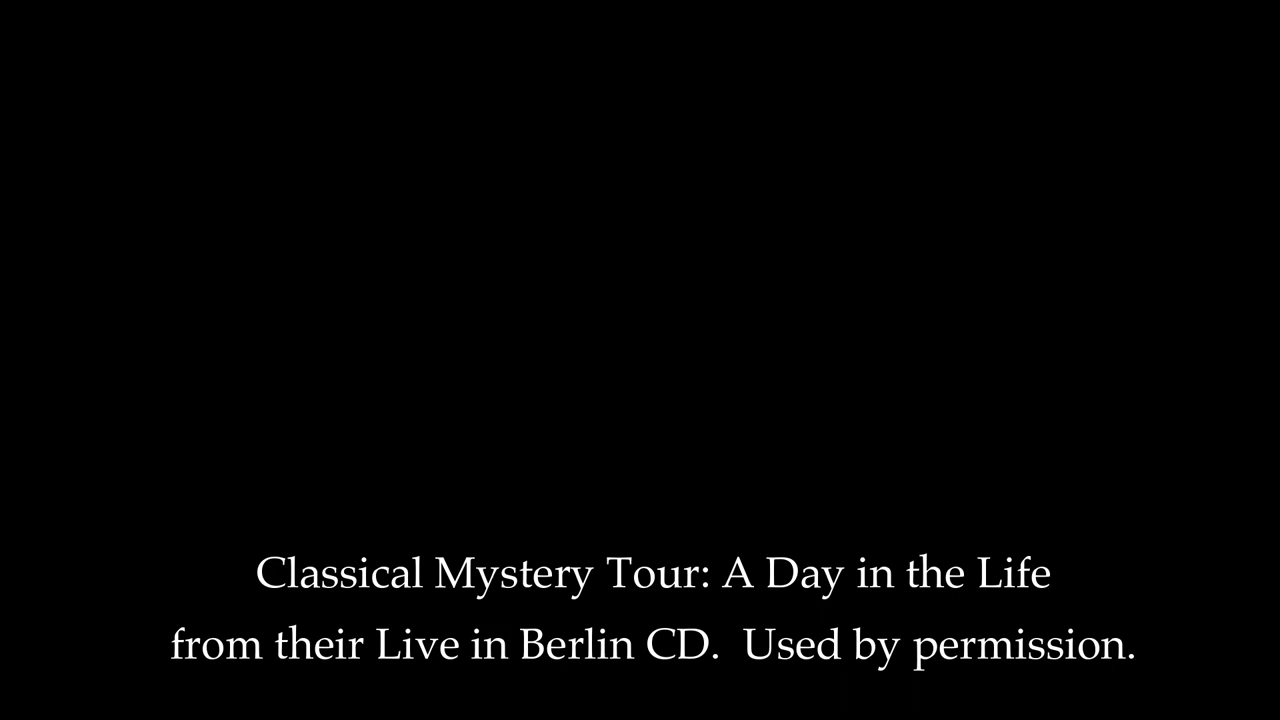 Classical Mystery Tour: A Day in the Life
from their Live in Berlin CD.  Used by permission.